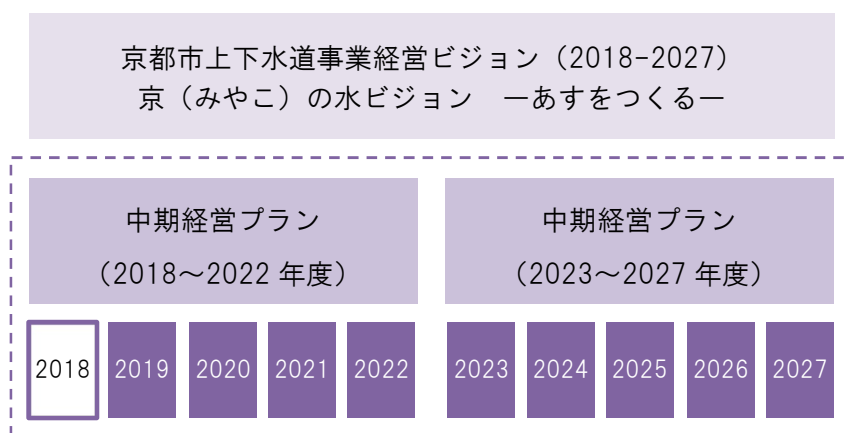 京都市上下水道事業経営ビジョン（2018-2027）
京（みやこ）の水ビジョン　―あすをつくる―
中期経営プラン
（2018～2022 年度）
中期経営プラン
（2023～2027 年度）
2018 2019 2020 2021 2022 2023 2024 2025 2026 2027